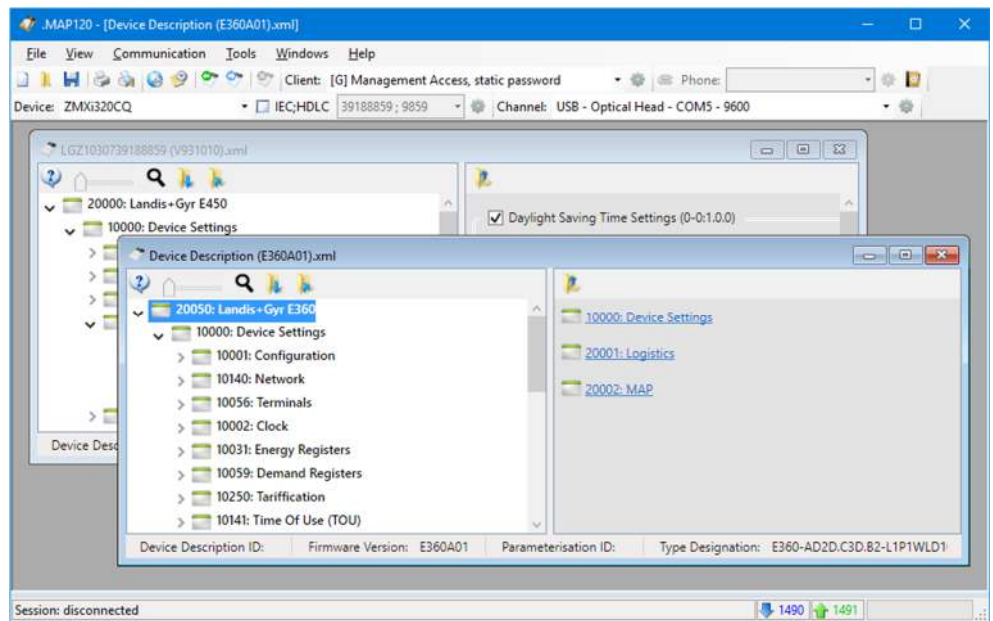 .MAP120 - [Device Description (E360A01).xml]
File View Communication Tools Windows Help
Client: [G] Management Access, static password Phone:
Device: ZMXi320CQ IEC;HDLC 39188859 ; 9859 Channel: USB - Optical Head - COM5 - 9600
LGZ1030739188859 (V931010).xml
20000: Landis+Gyr E450
Daylight Saving Time Settings (0-0:1.0.0)
10000: Device Settings
Device Description (E360A01).xml
20050: Landis+Gyr E360
10000: Device Settings
10000: Device Settings
10001: Configuration
20001: Logistics
10140: Network
20002: MAP
10056: Terminals
10002: Clock
10031: Energy Registers
Device Desc
10059: Demand Registers
10250: Tariffication
10141: Time Of Use (TOU)
Device Description ID: Firmware Version: E360A01 Parameterisation ID: Type Designation: E360-AD2D.C3D.B2-L1P1WLD1
Session: disconnected 1490 1491